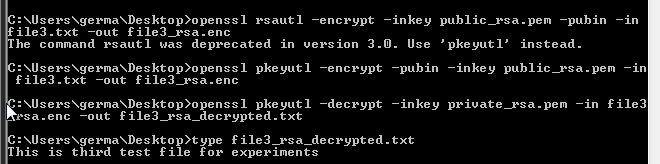 C:\Users\germa\Desktop>openssl rsautl -encrypt -inkey public_rsa.pem -pubin -in
file3.txt -out file3_rsa.enc
The command rsautl was deprecated in version 3.0. Use 'pkeyutl' instead.
C:\Users\germa\Desktop>openssl pkeyutl -encrypt -pubin -inkey public_rsa.pem -in
file3.txt -out file3_rsa.enc
C:\Users\germa\Desktop>openssl pkeyutl -decrypt -inkey private_rsa.pem -in file3
_rsa.enc -out file3_rsa_decrypted.txt
C:\Users\germa\Desktop>type file3_rsa_decrypted.txt
This is third test file for experiments